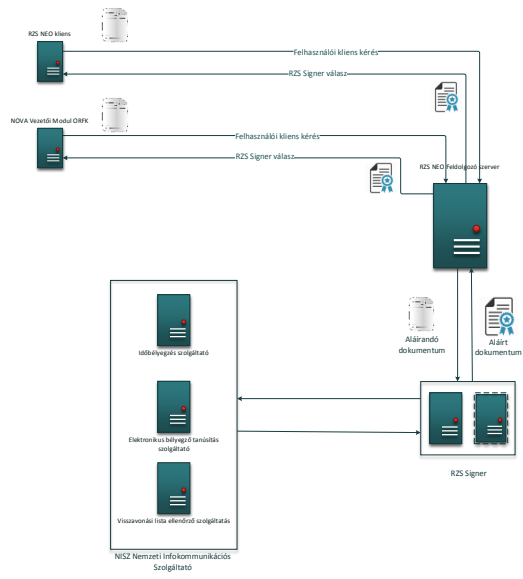 RZS NEO kliens
Felhasználói kliens kérés
RZS Signer válasz
NOVA Vezetői Modul ORFK
Felhasználói kliens kérés
RZS Signer válasz
RZS NEO Feldolgozó szerver
Aláírandó
dokumentum
Aláírt
dokumentum
Időbélyegzés szolgáltató
Elektronikus bélyegző tanúsítás
szolgáltató
RZS Signer
Visszavonási lista ellenőrző szolgáltatás
NISZ Nemzeti Infokommunikációs
Szolgáltató